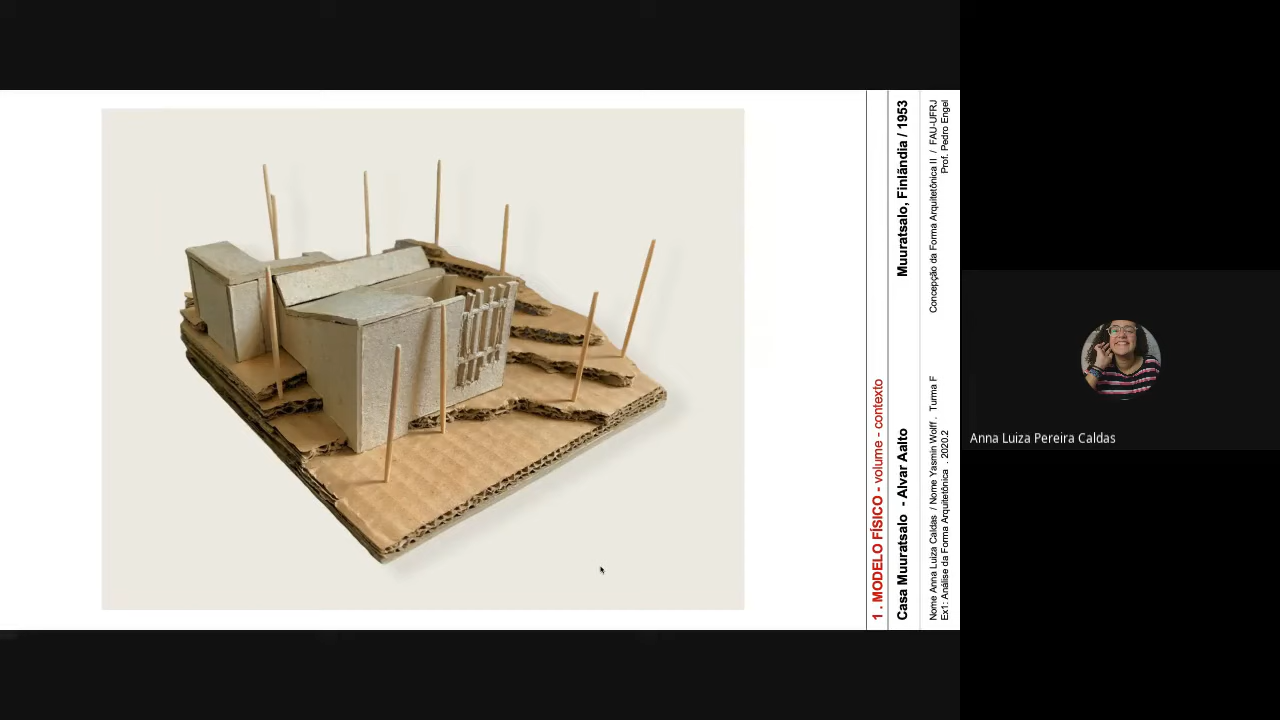 1 . MODELO FÍSICO - volume - contexto
Casa Muuratsalo - Alvar Aalto
Muuratsalo, Finlândia / 1953
Nome Anna Luiza Caldas / Nome Yasmin Wolff . Turma F
Ex1: Análise da Forma Arquitetônica . 2020.2
Concepção da Forma Arquitetônica II / FAU-UFRJ
Prof. Pedro Engel
Anna Luiza Pereira Caldas